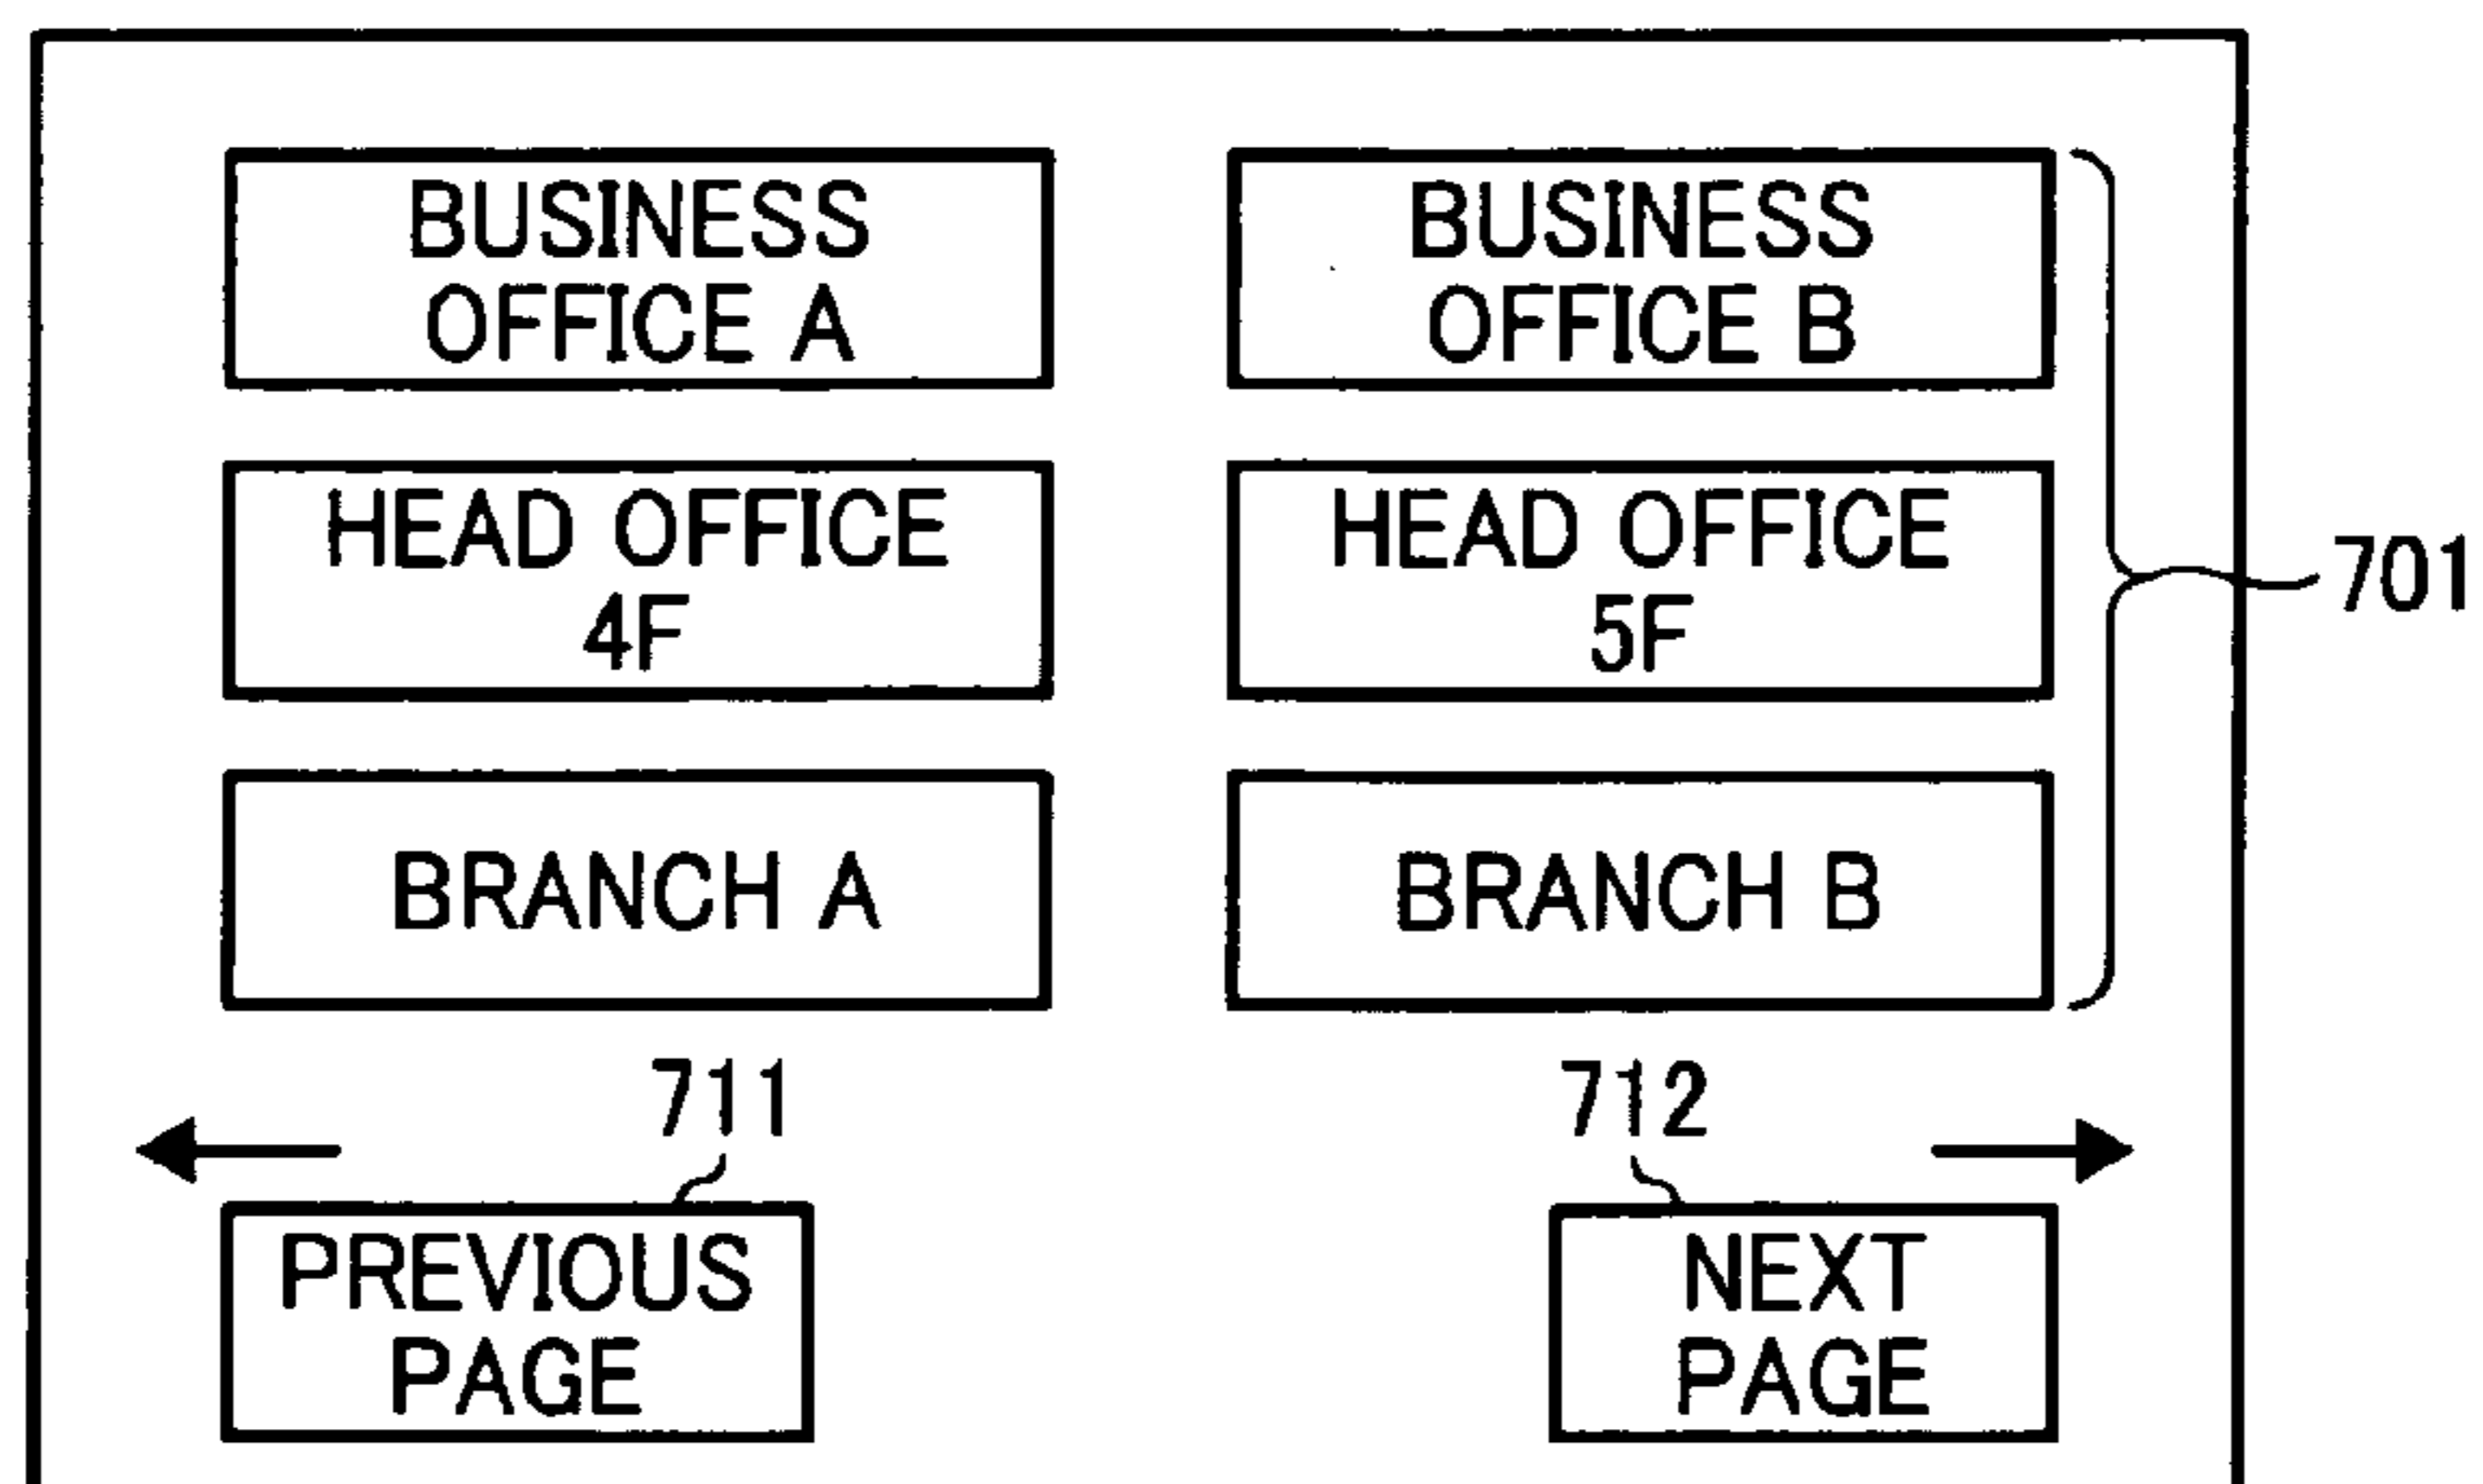 BUSINESS
OFFICE A
BUSINESS
OFFICE B
HEAD OFFICE
4F
HEAD OFFICE
5F
701
BRANCH A
BRANCH B
711
712
PREVIOUS
PAGE
NEXT
PAGE